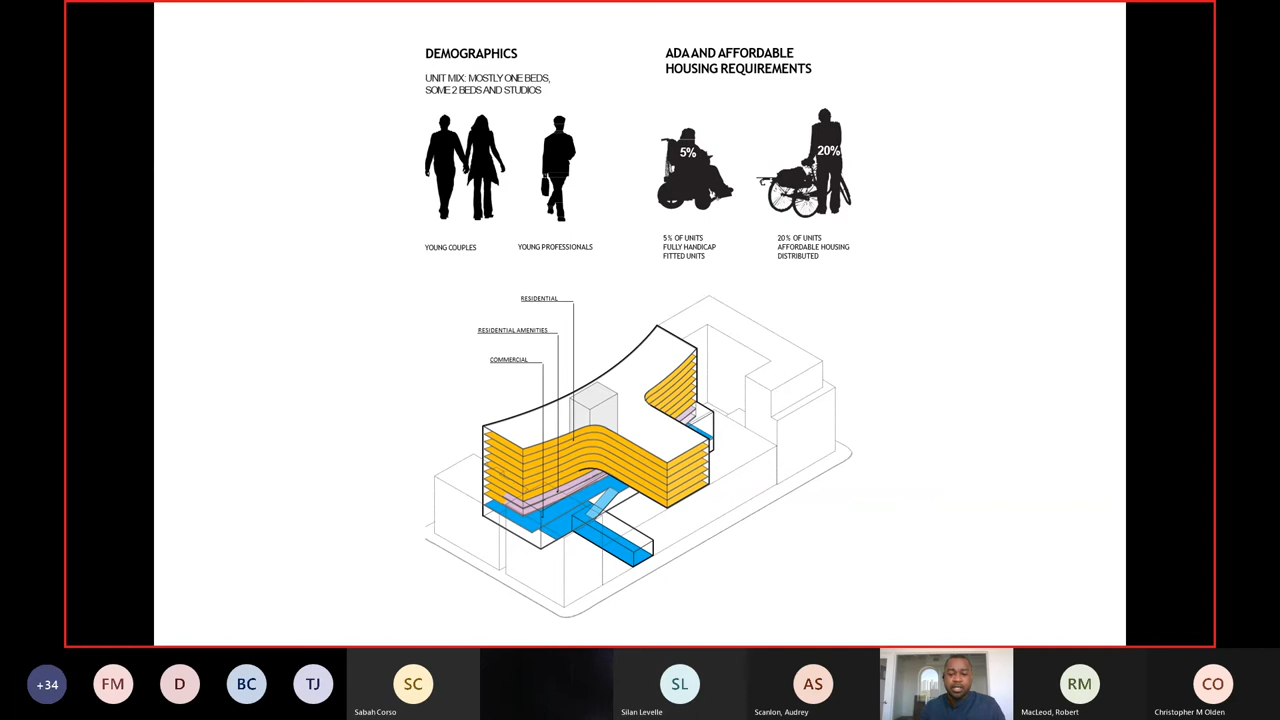 DEMOGRAPHICS
UNIT MIX: MOSTLY ONE BEDS,
SOME 2 BEDS AND STUDIOS
YOUNG COUPLES
YOUNG PROFESSIONALS
ADA AND AFFORDABLE
HOUSING REQUIREMENTS
5%
20%
5% OF UNITS
FULLY HANDICAP
FITTED UNITS
20% OF UNITS
AFFORDABLE HOUSING
DISTRIBUTED
RESIDENTIAL
RESIDENTIAL AMENITIES
COMMERCIAL
+34
FM
D
BC
TJ
SC
Sabah Corso
SL
Silan Levelle
AS
Scanlon, Audrey
RM
MacLeod, Robert
CO
Christopher M Olden